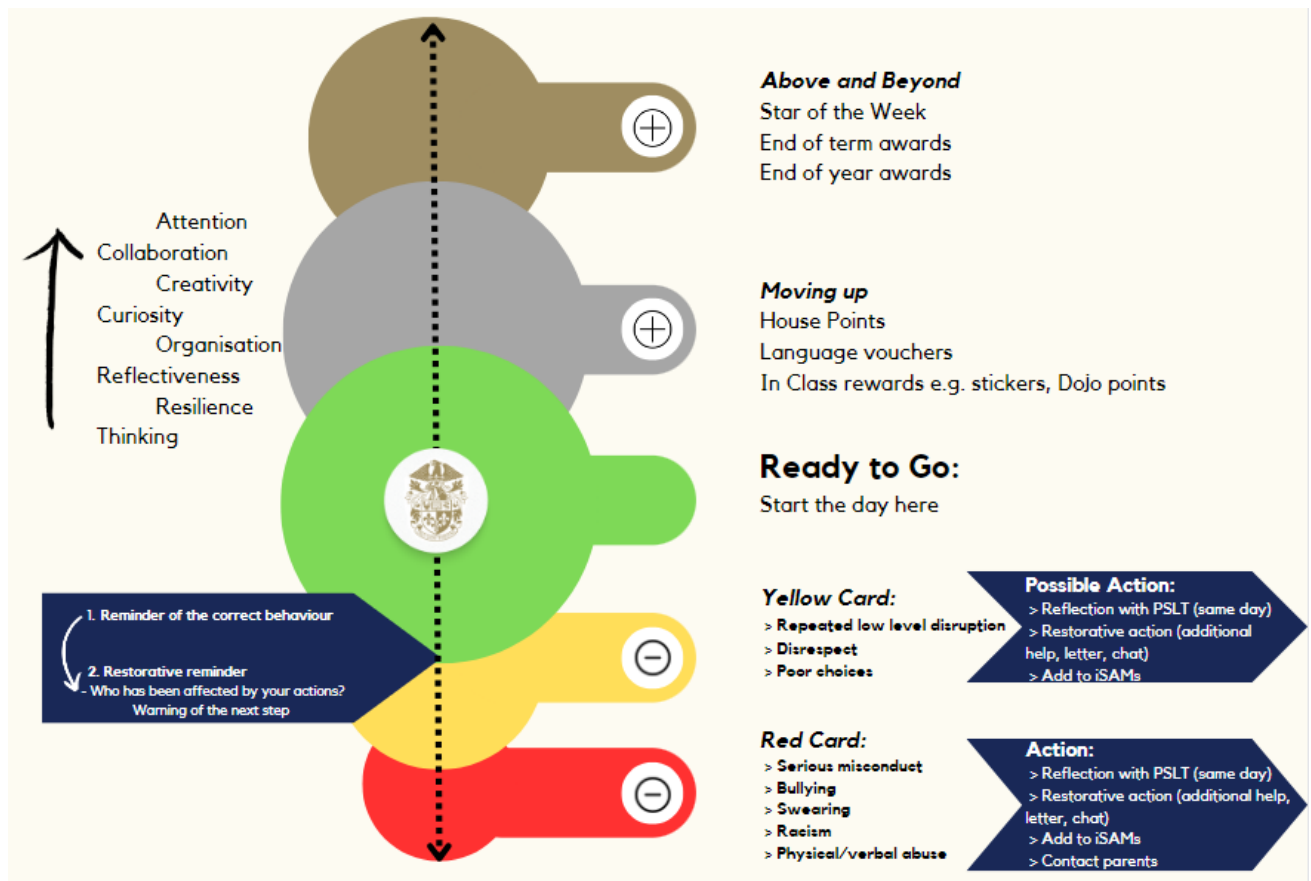 Above and Beyond
Star of the Week
End of term awards
End of year awards
Attention
Collaboration
Creativity
Curiosity
Organisation
Reflectiveness
Resilience
Thinking
Moving up
House Points
Language vouchers
In Class rewards e.g. stickers, DoJo points
Ready to Go:
Start the day here
1. Reminder of the correct behaviour
2. Restorative reminder
- Who has been affected by your actions?
Warning of the next step
Yellow Card:
> Repeated low level disruption
> Disrespect
> Poor choices
Possible Action:
> Reflection with PSLT (same day)
> Restorative action (additional
help, letter, chat)
> Add to iSAMs
Red Card:
> Serious misconduct
> Bullying
> Swearing
> Racism
> Physical/verbal abuse
Action:
> Reflection with PSLT (same day)
> Restorative action (additional help,
letter, chat)
> Add to iSAMs
> Contact parents